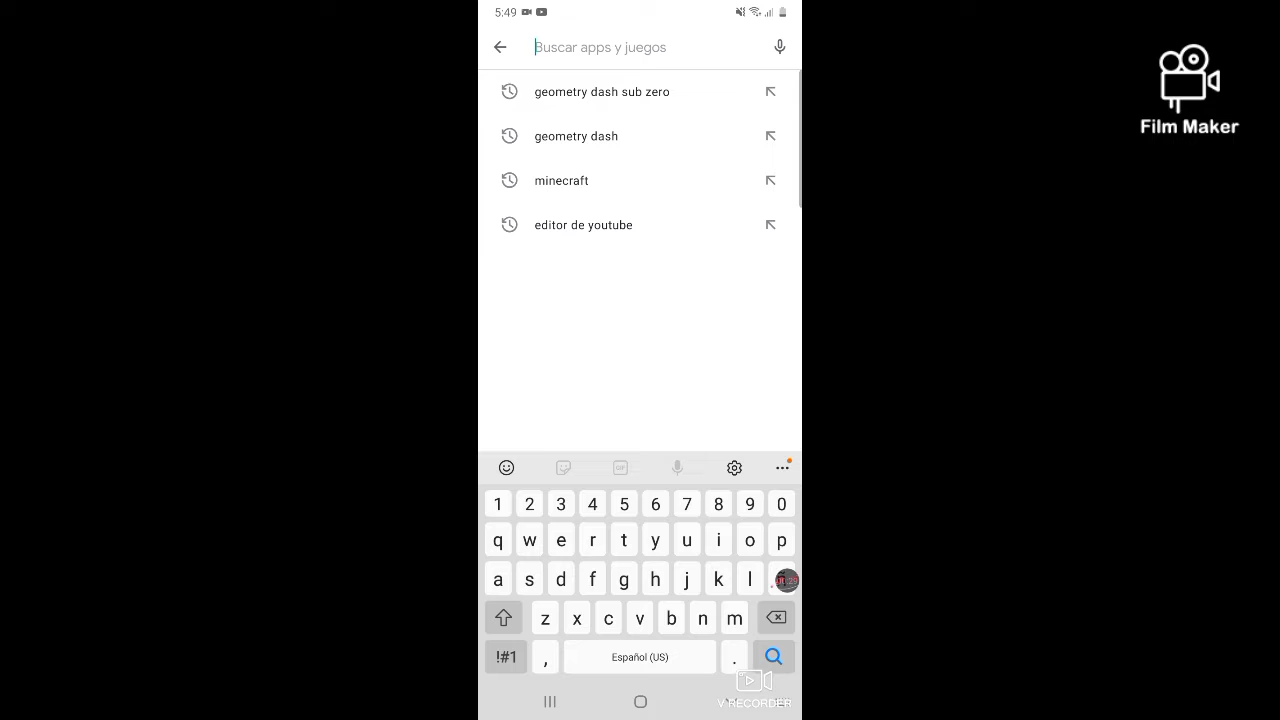 5:49
Buscar apps y juegos
geometry dash sub zero
geometry dash
minecraft
editor de youtube
Film Maker
GIF
1 2 3 4 5 6 7 8 9 0
q w e r t y u i o p
a s d f g h j k l
z x c v b n m
!#1 , Español (US) .
V RECORDER